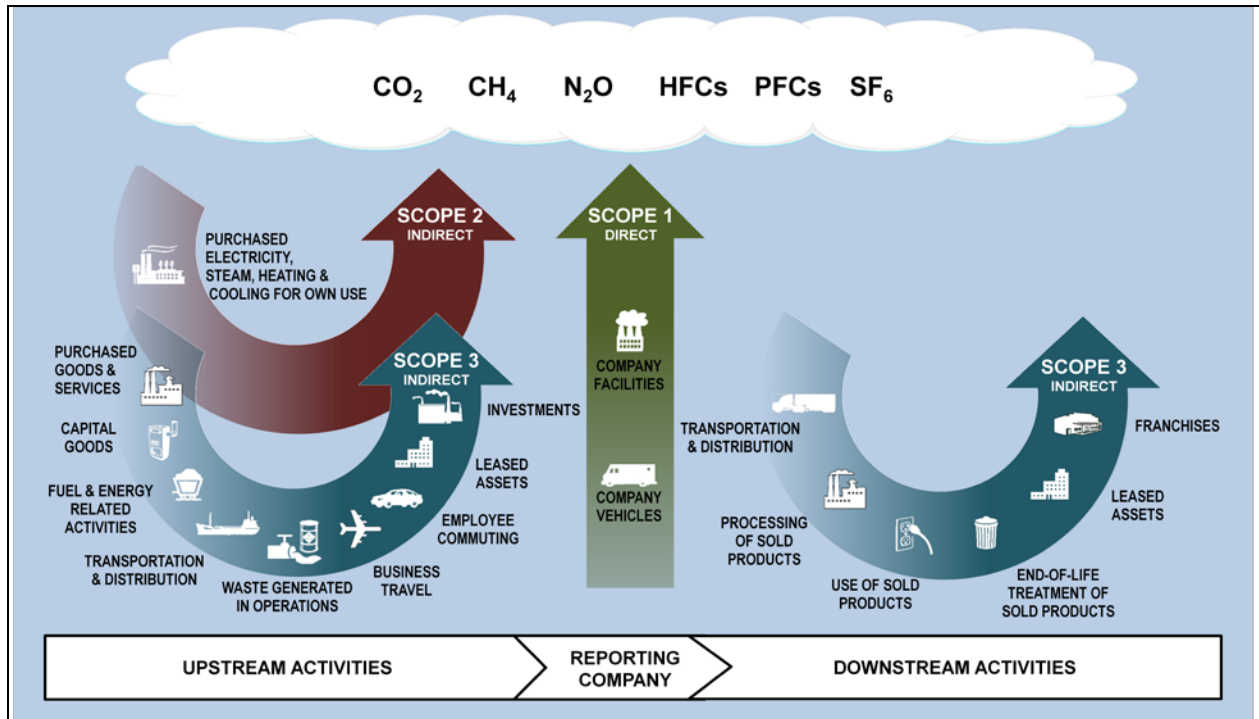 CO₂ CH₄ N₂O HFCs PFCs SF₆
SCOPE 2
INDIRECT
PURCHASED
ELECTRICITY,
STEAM, HEATING &
COOLING FOR OWN USE
SCOPE 1
DIRECT
COMPANY
FACILITIES
COMPANY
VEHICLES
SCOPE 3
INDIRECT
PURCHASED
GOODS &
SERVICES
CAPITAL
GOODS
FUEL & ENERGY
RELATED
ACTIVITIES
TRANSPORTATION
& DISTRIBUTION
WASTE GENERATED
IN OPERATIONS
BUSINESS
TRAVEL
EMPLOYEE
COMMUTING
LEASED
ASSETS
INVESTMENTS
SCOPE 3
INDIRECT
TRANSPORTATION
& DISTRIBUTION
PROCESSING
OF SOLD
PRODUCTS
USE OF SOLD
PRODUCTS
END-OF-LIFE
TREATMENT OF
SOLD PRODUCTS
LEASED
ASSETS
FRANCHISES
UPSTREAM ACTIVITIES
REPORTING
COMPANY
DOWNSTREAM ACTIVITIES